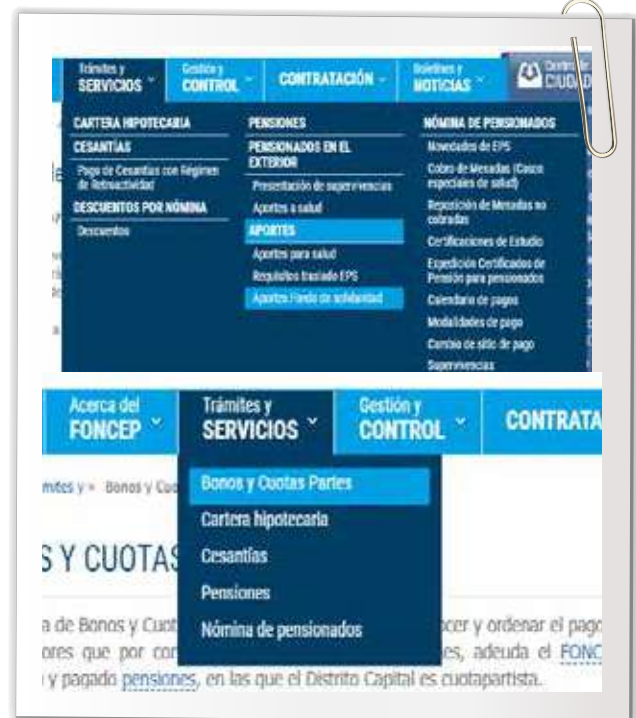 Trámites y
SERVICIOS
Gestión y
CONTROL
CONTRATACIÓN
Boletines y
NOTICIAS
CARTERA HIPOTECARIA
CESANTÍAS
Pago de Cesantías con Régimen
de Retroactividad
DESCUENTOS POR NÓMINA
Descuentos
PENSIONES
PENSIONADOS EN EL
EXTERIOR
Presentación de supervivencias
Aportes a salud
APORTES
Aportes para salud
Requisitos traslado EPS
Aportes Fondo de solidaridad
NÓMINA DE PENSIONADOS
Novedades de EPS
Cobro de Mesadas (Casos
especiales de salud)
Reposición de Mesadas no
cobradas
Certificaciones de Estudio
Expedición Certificados de
Pensión para pensionados
Calendario de pagos
Modalidades de pago
Cambio de sitio de pago
Supervivencias
Acerca del
FONCEP
Trámites y
SERVICIOS
Gestión y
CONTROL
CONTRATA
mites y » Bonos y Cuo
Bonos y Cuotas Partes
Cartera hipotecaria
Cesantías
Pensiones
Nómina de pensionados
S Y CUOTAS
a de Bonos y Cuot ocer y ordenar el pago
ores que por con es, adeuda el FONC
y pagado pensiones, en las que el Distrito Capital es cuotapartista.